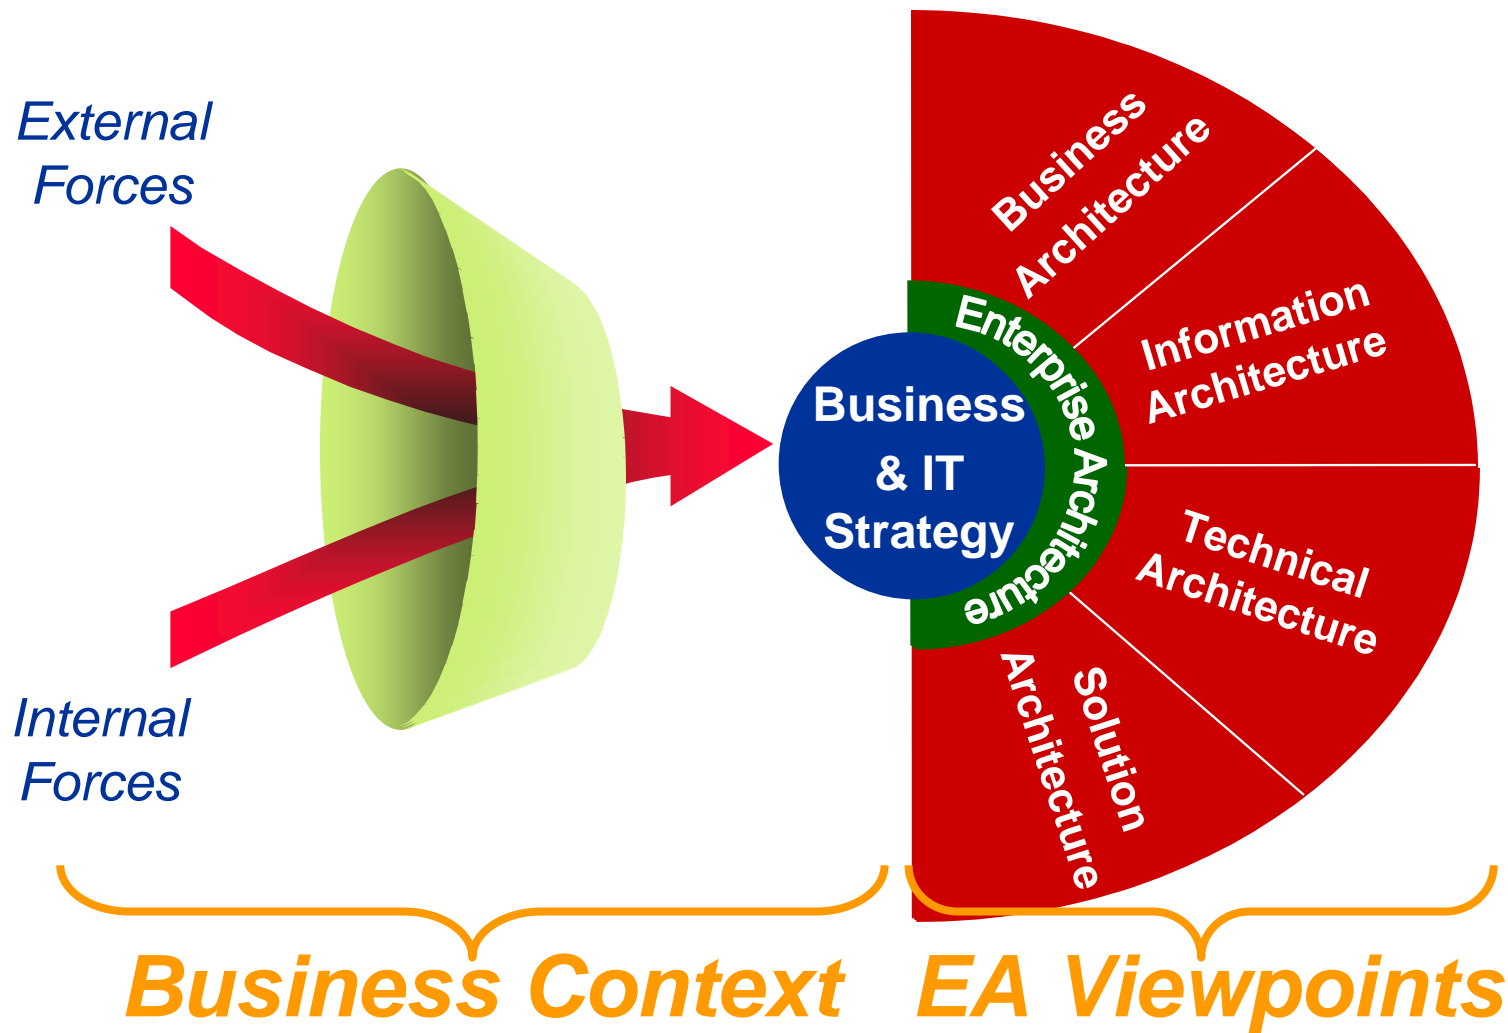 External
Forces
Internal
Forces
Business
& IT
Strategy
Enterprise Architecture
Business
Architecture
Information
Architecture
Technical
Architecture
Solution
Architecture
Business Context
EA Viewpoints